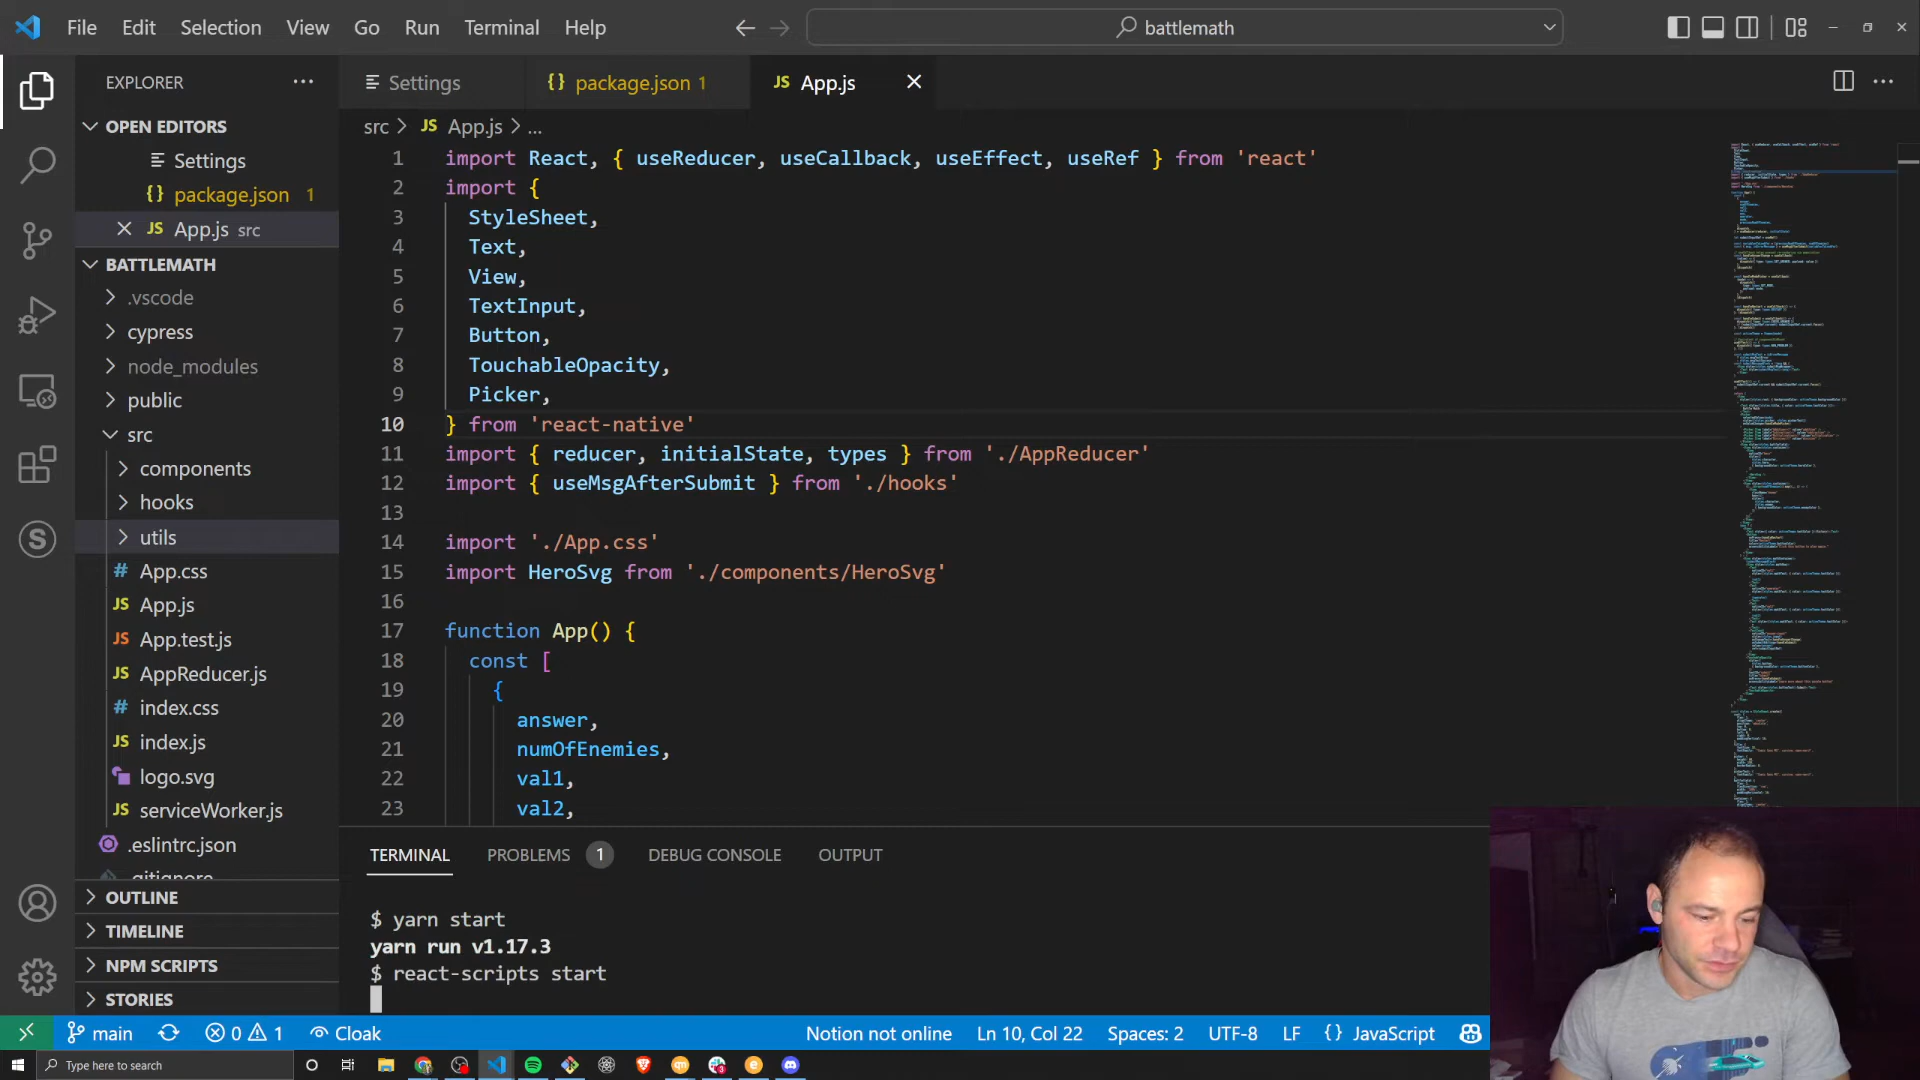 File Edit Selection View Go Run Terminal Help
battlemath
EXPLORER
OPEN EDITORS
Settings
package.json 1
App.js src
BATTLEMATH
.vscode
cypress
node_modules
public
src
components
hooks
utils
App.css
App.js
App.test.js
AppReducer.js
index.css
index.js
logo.svg
serviceWorker.js
.eslintrc.json
.gitignore
OUTLINE
TIMELINE
NPM SCRIPTS
STORIES
Settings
package.json 1
App.js
src > JS App.js > ...
1 import React, { useReducer, useCallback, useEffect, useRef } from 'react'
2 import {
3 StyleSheet,
4 Text,
5 View,
6 TextInput,
7 Button,
8 TouchableOpacity,
9 Picker,
10 } from 'react-native'
11 import { reducer, initialState, types } from './AppReducer'
12 import { useMsgAfterSubmit } from './hooks'
13
14 import './App.css'
15 import HeroSvg from './components/HeroSvg'
16
17 function App() {
18 const [
19 {
20 answer,
21 numOfEnemies,
22 val1,
23 val2,
TERMINAL PROBLEMS 1 DEBUG CONSOLE OUTPUT
$ yarn start
yarn run v1.17.3
$ react-scripts start
main 0 1 Cloak Notion not online Ln 10, Col 22 Spaces: 2 UTF-8 LF {} JavaScript
Type here to search